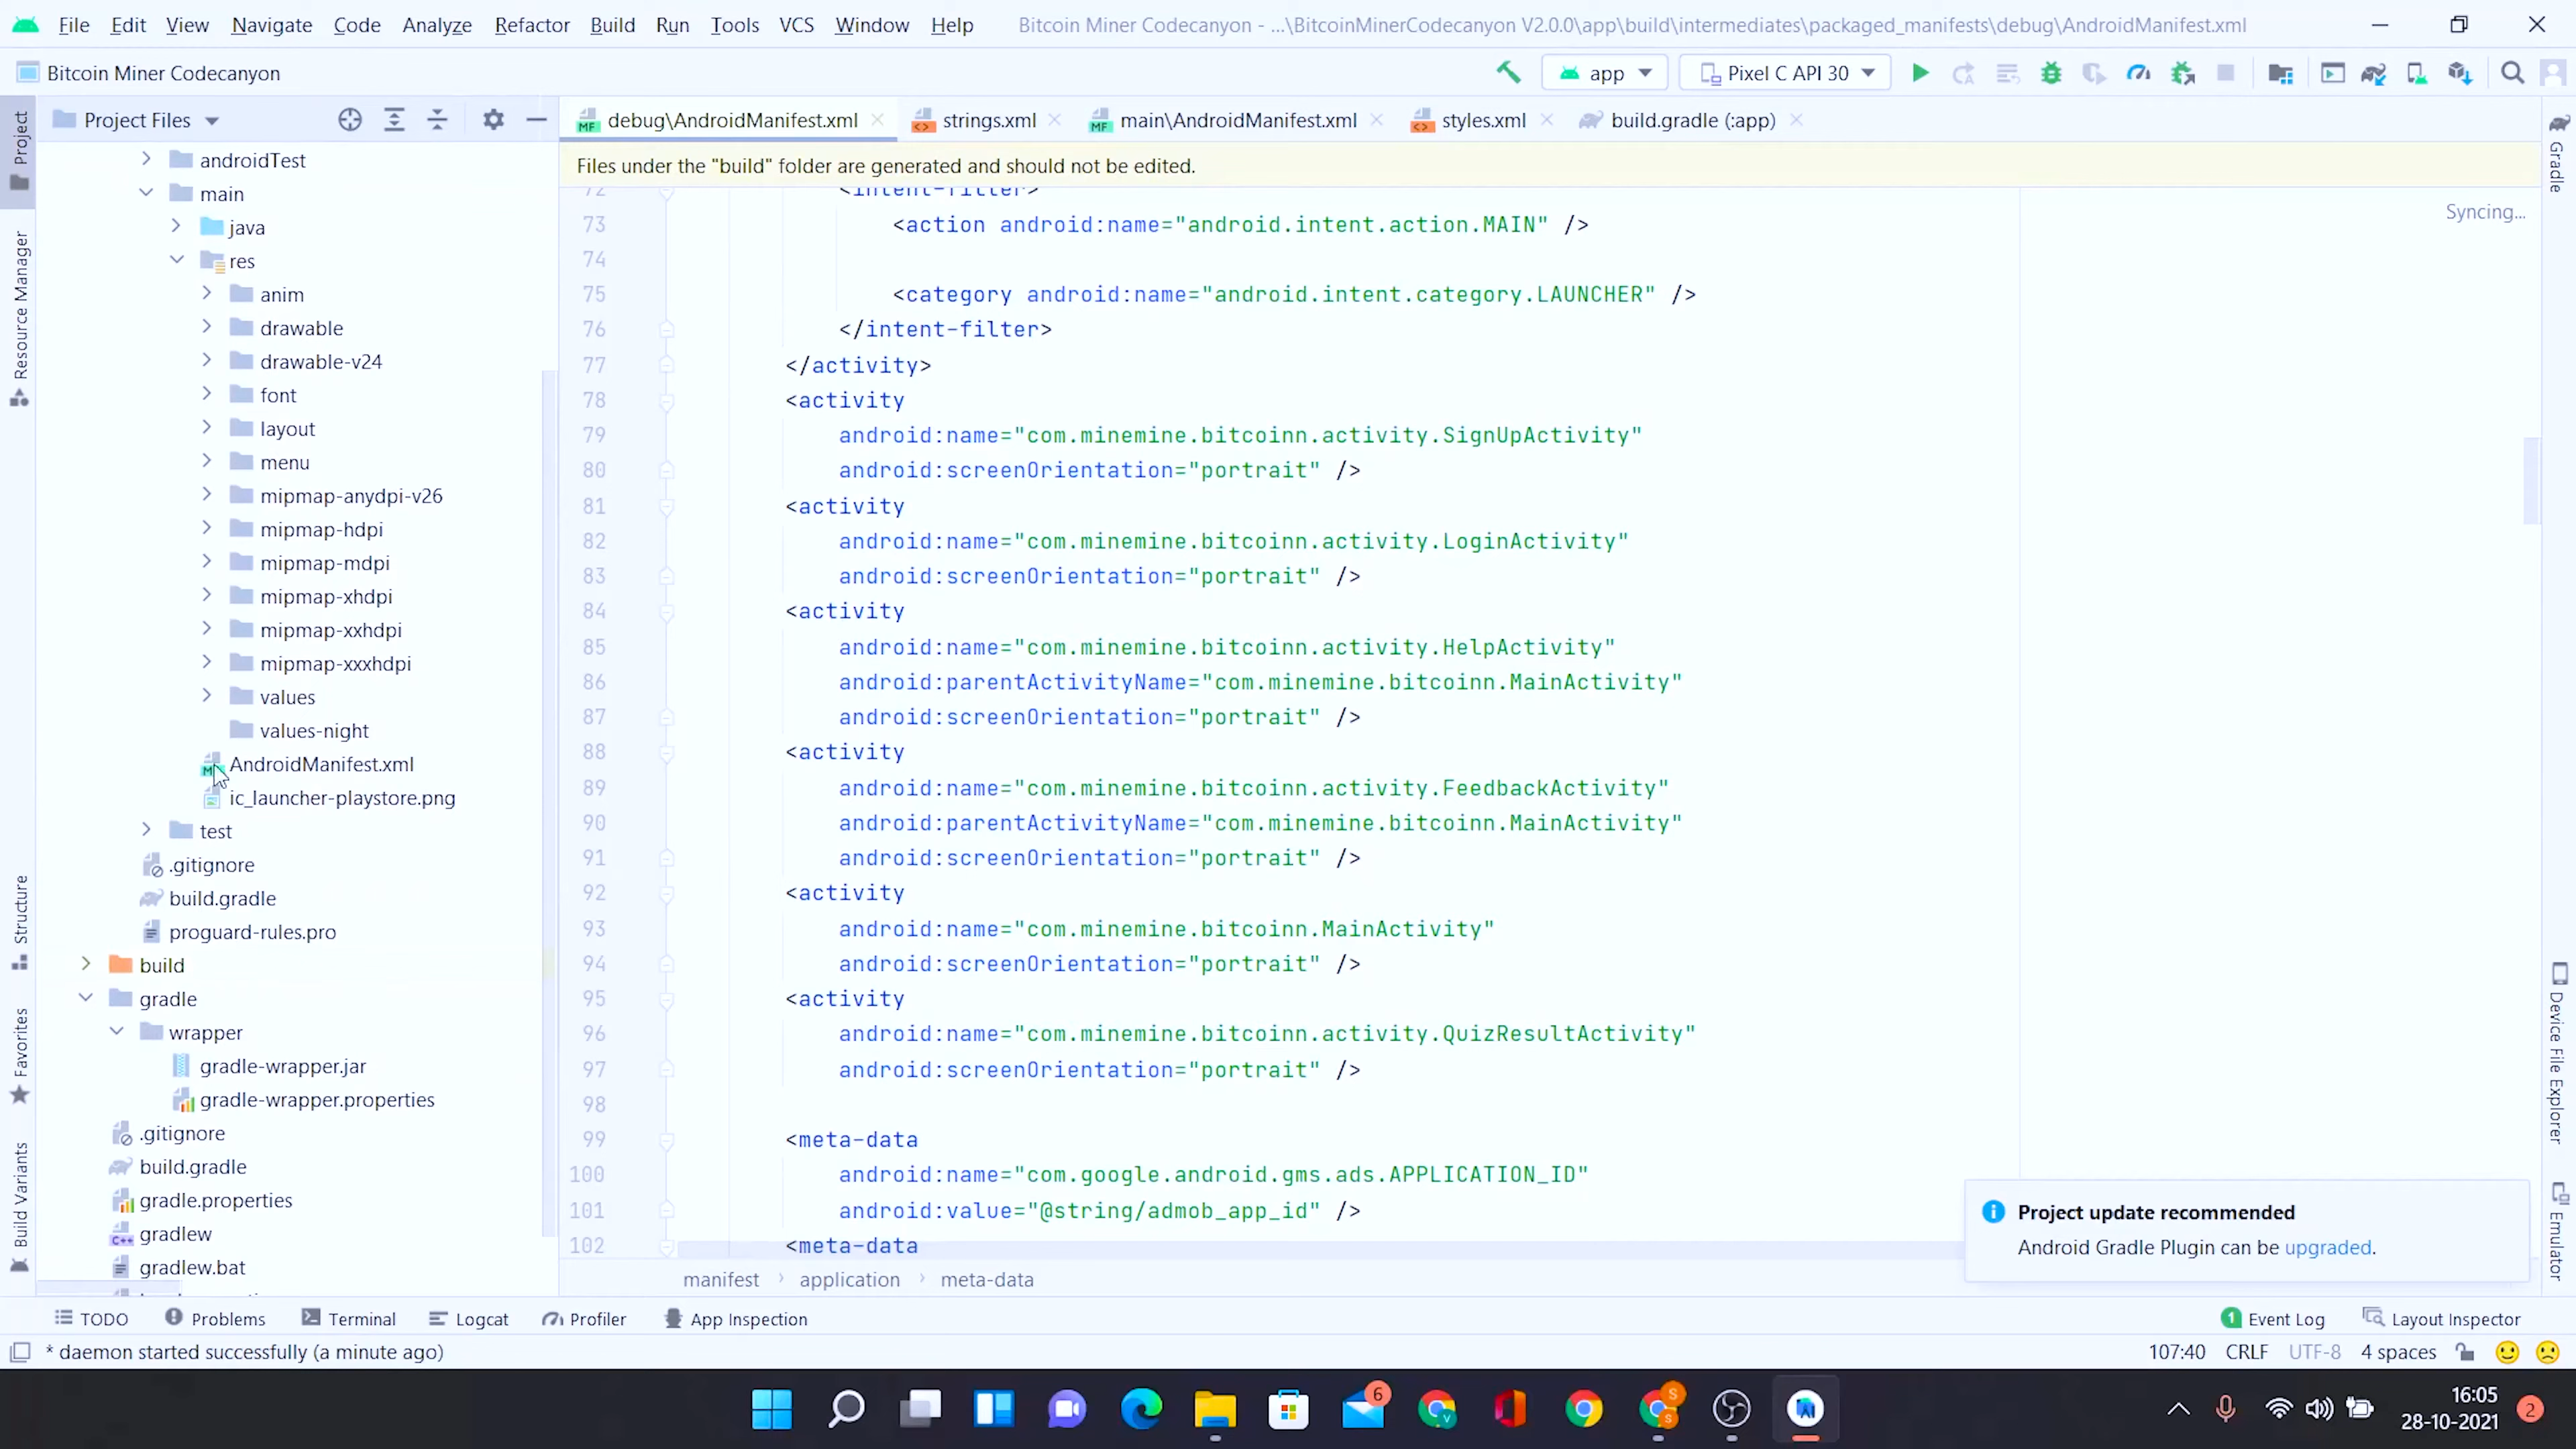 File Edit View Navigate Code Analyze Refactor Build Run Tools VCS Window Help Bitcoin Miner Codecanyon - ...\BitcoinMinerCodecanyon V2.0.0\app\build\intermediates\packaged_manifests\debug\AndroidManifest.xml
Bitcoin Miner Codecanyon
app
Pixel C API 30
Project Files
debug\AndroidManifest.xml
strings.xml
main\AndroidManifest.xml
styles.xml
build.gradle (:app)
Files under the "build" folder are generated and should not be edited.
Syncing...
Project
Resource Manager
Structure
Favorites
Build Variants
androidTest
main
java
res
anim
drawable
drawable-v24
font
layout
menu
mipmap-anydpi-v26
mipmap-hdpi
mipmap-mdpi
mipmap-xhdpi
mipmap-xxhdpi
mipmap-xxxhdpi
values
values-night
AndroidManifest.xml
ic_launcher-playstore.png
test
.gitignore
build.gradle
proguard-rules.pro
build
gradle
wrapper
gradle-wrapper.jar
gradle-wrapper.properties
.gitignore
build.gradle
gradle.properties
gradlew
gradlew.bat
72 <intent-filter>
73 <action android:name="android.intent.action.MAIN" />
74
75 <category android:name="android.intent.category.LAUNCHER" />
76 </intent-filter>
77 </activity>
78 <activity
79 android:name="com.minemine.bitcoinn.activity.SignUpActivity"
80 android:screenOrientation="portrait" />
81 <activity
82 android:name="com.minemine.bitcoinn.activity.LoginActivity"
83 android:screenOrientation="portrait" />
84 <activity
85 android:name="com.minemine.bitcoinn.activity.HelpActivity"
86 android:parentActivityName="com.minemine.bitcoinn.MainActivity"
87 android:screenOrientation="portrait" />
88 <activity
89 android:name="com.minemine.bitcoinn.activity.FeedbackActivity"
90 android:parentActivityName="com.minemine.bitcoinn.MainActivity"
91 android:screenOrientation="portrait" />
92 <activity
93 android:name="com.minemine.bitcoinn.MainActivity"
94 android:screenOrientation="portrait" />
95 <activity
96 android:name="com.minemine.bitcoinn.activity.QuizResultActivity"
97 android:screenOrientation="portrait" />
98
99 <meta-data
100 android:name="com.google.android.gms.ads.APPLICATION_ID"
101 android:value="@string/admob_app_id" />
102 <meta-data
manifest application meta-data
Gradle
Device File Explorer
Emulator
Project update recommended
Android Gradle Plugin can be upgraded.
TODO Problems Terminal Logcat Profiler App Inspection
1 Event Log Layout Inspector
* daemon started successfully (a minute ago)
107:40 CRLF UTF-8 4 spaces
6
16:05
28-10-2021
2